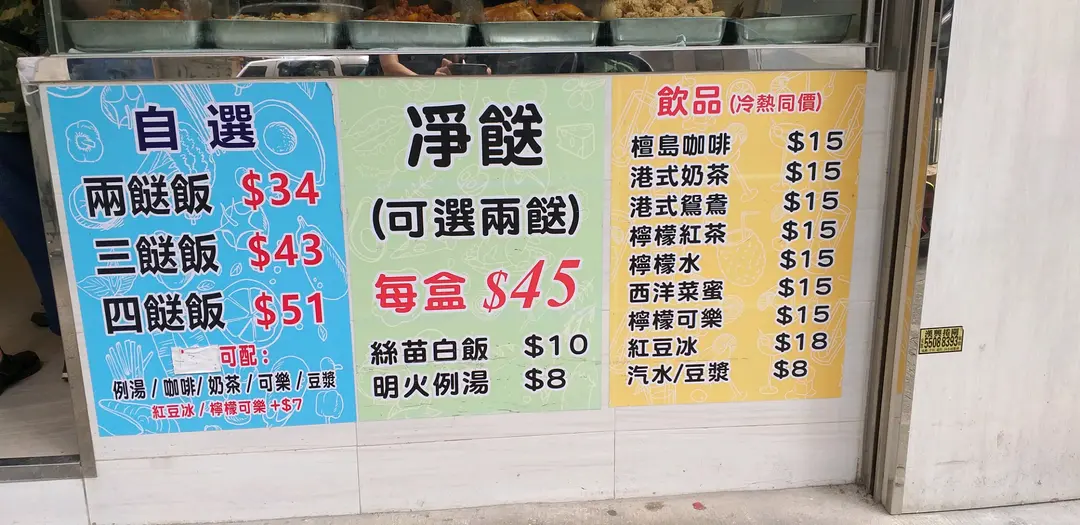 自選
兩餸飯 $34
三餸飯 $43
四餸飯 $51
可配：
例湯/咖啡/奶茶/可樂/豆漿
紅豆冰/檸檬可樂+$7
凈餸
(可選兩餸)
每盒 $45
絲苗白飯 $10
明火例湯 $8
飲品(冷熱同價)
檀島咖啡 $15
港式奶茶 $15
港式鴛鴦 $15
檸檬紅茶 $15
檸檬水 $15
西洋菜蜜 $15
檸檬可樂 $15
紅豆冰 $18
汽水/豆漿 $8
5508 8393